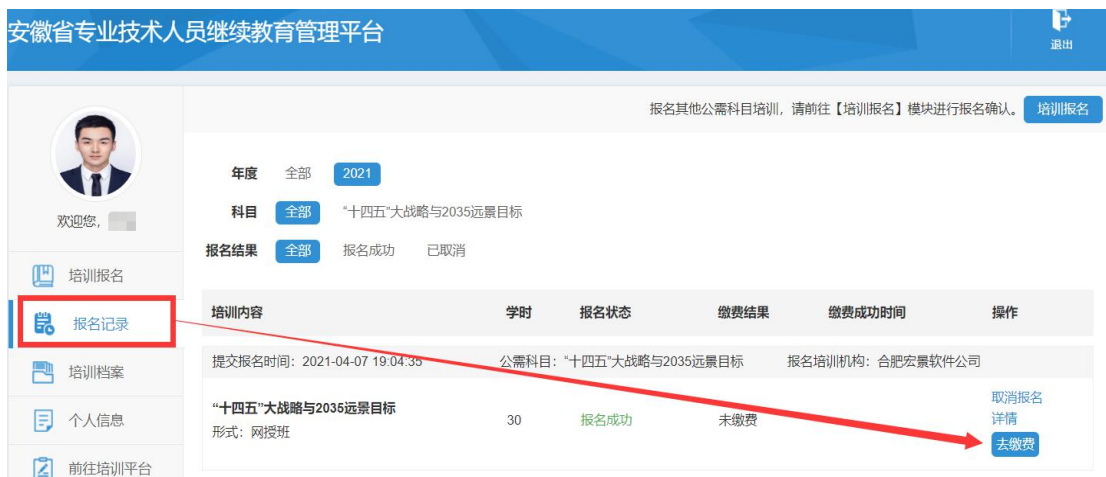 安徽省专业技术人员继续教育管理平台
退出
报名其他公需科目培训，请前往【培训报名】模块进行报名确认。 培训报名
欢迎您，
培训报名
报名记录
培训档案
个人信息
前往培训平台
年度 全部 2021
科目 全部 “十四五”大战略与2035远景目标
报名结果 全部 报名成功 已取消
培训内容 学时 报名状态 缴费结果 缴费成功时间 操作
提交报名时间：2021-04-07 19:04:35 公需科目：“十四五”大战略与2035远景目标 报名培训机构：合肥宏景软件公司
“十四五”大战略与2035远景目标
形式：网授班
30 报名成功 未缴费
取消报名
详情
去缴费